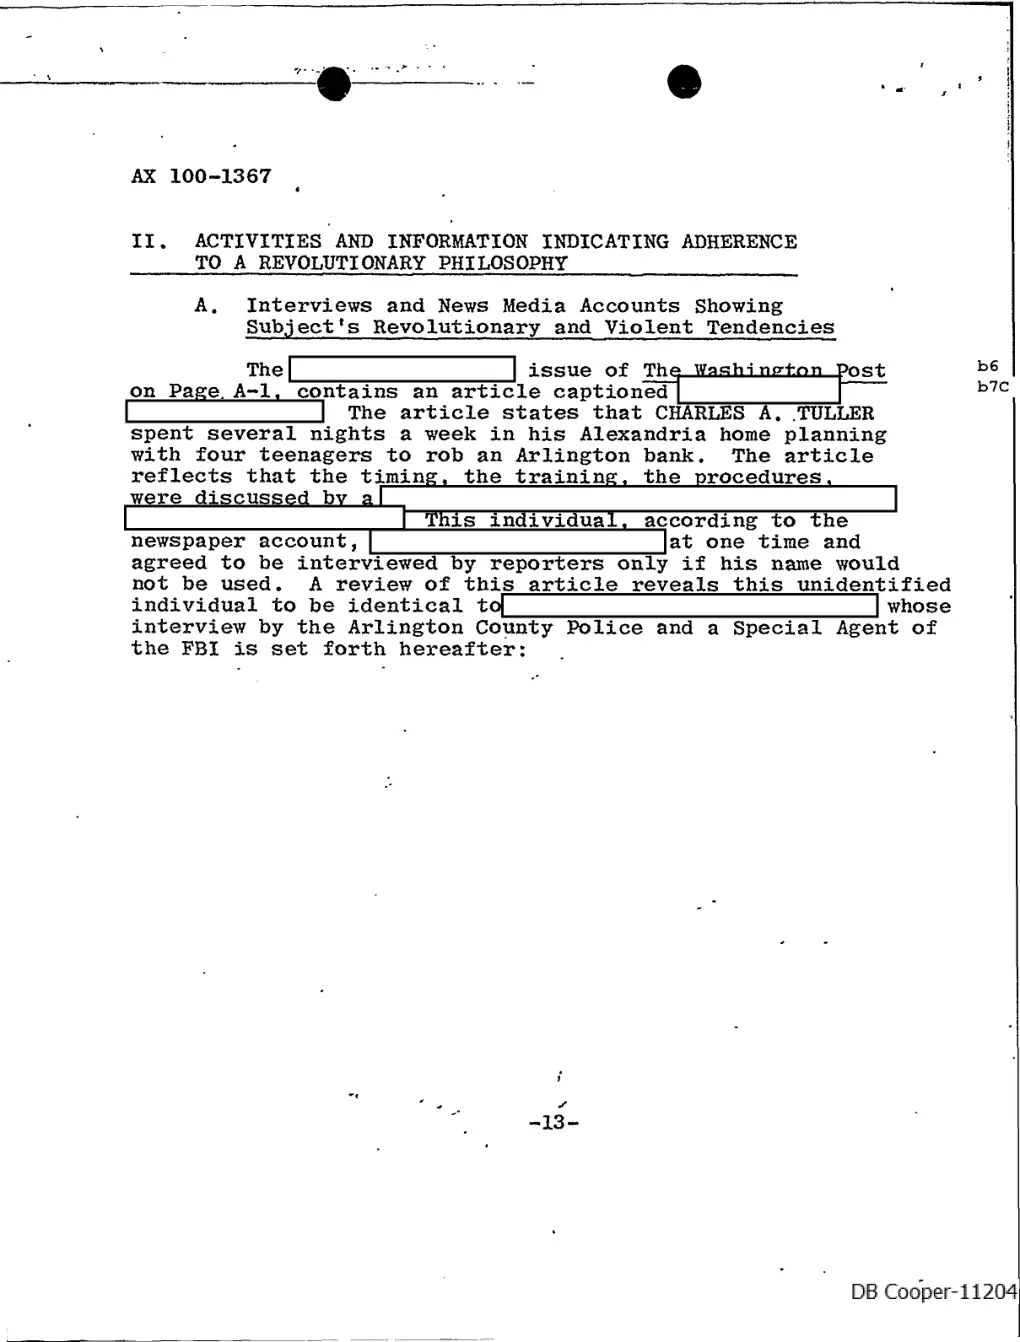 AX 100-1367
II. ACTIVITIES AND INFORMATION INDICATING ADHERENCE
TO A REVOLUTIONARY PHILOSOPHY
A. Interviews and News Media Accounts Showing
Subject's Revolutionary and Violent Tendencies
The issue of The Washington Post b6
on Page A-1, contains an article captioned b7C
The article states that CHARLES A. TULLER
spent several nights a week in his Alexandria home planning
with four teenagers to rob an Arlington bank. The article
reflects that the timing, the training, the procedures,
were discussed by a
This individual, according to the
newspaper account, at one time and
agreed to be interviewed by reporters only if his name would
not be used. A review of this article reveals this unidentified
individual to be identical to whose
interview by the Arlington County Police and a Special Agent of
the FBI is set forth hereafter:
-13-
DB Cooper-11204